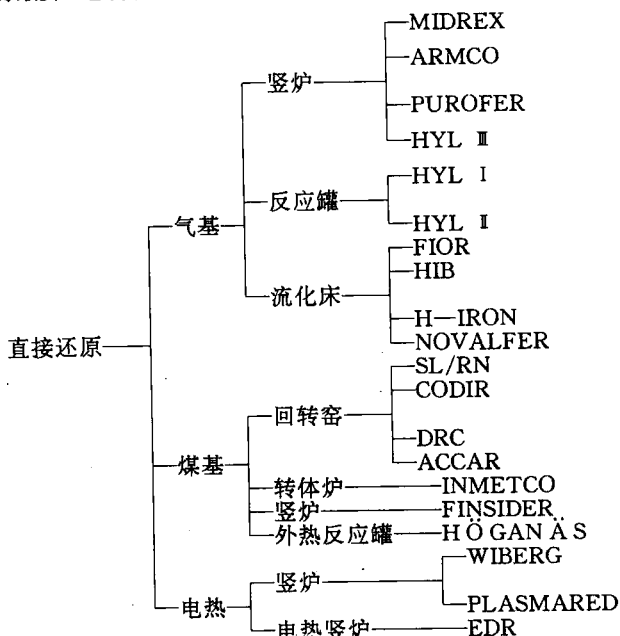 MIDREX
ARMCO
竖炉
PUROFER
HYL Ⅲ
HYL Ⅰ
反应罐
气基
HYL Ⅱ
FIOR
HIB
流化床
H—IRON
直接还原
NOVALFER
SL/RN
CODIR
回转窑
DRC
煤基
ACCAR
转体炉
INMETCO
竖炉
FINSIDER
外热反应罐
HÖGANÄS
WIBERG
竖炉
电热
PLASMARED
电热竖炉
EDR